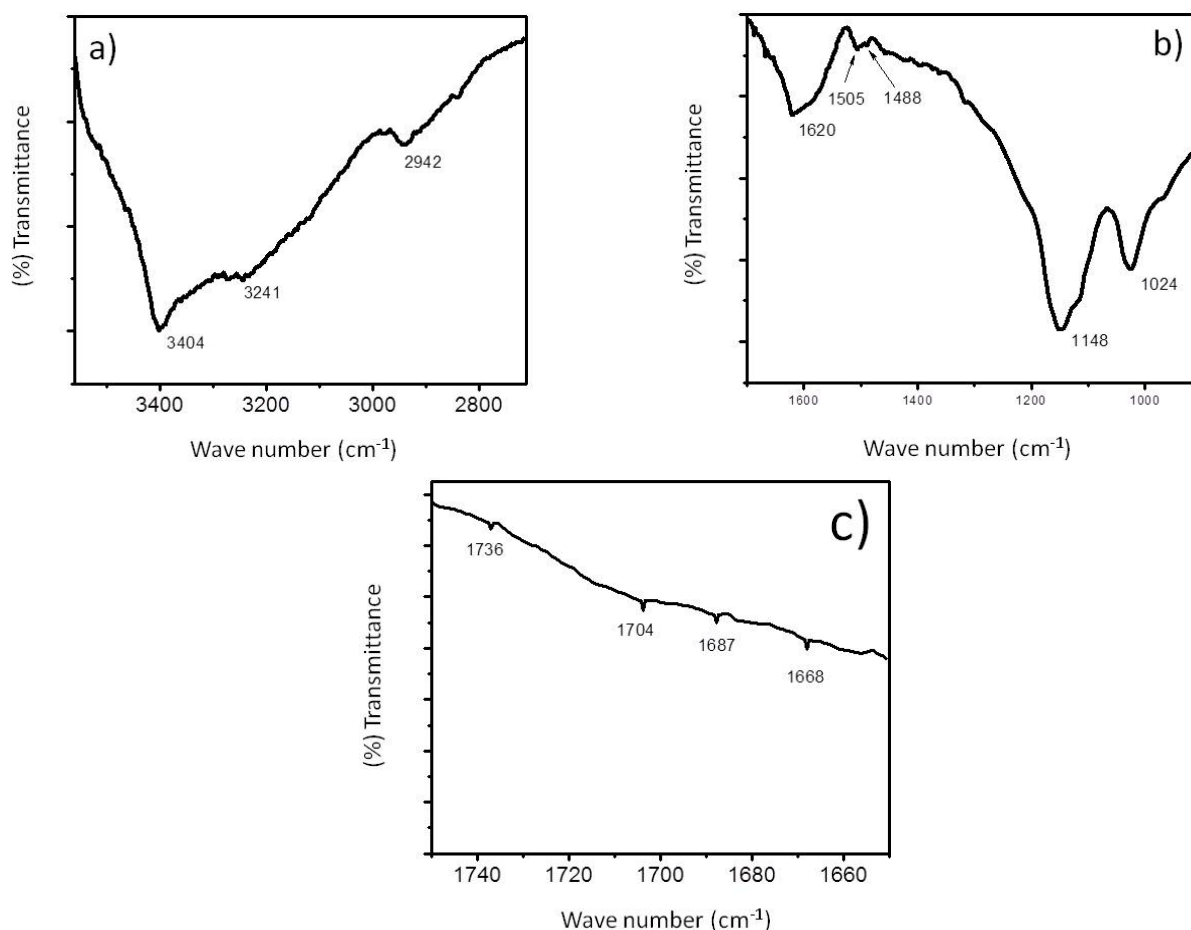 a)
(%) Transmittance
2942
3241
3404
3400 3200 3000 2800
Wave number (cm⁻¹)
b)
(%) Transmittance
1505 1488
1620
1024
1148
1600 1400 1200 1000
Wave number (cm⁻¹)
c)
(%) Transmittance
1736
1704
1687
1668
1740 1720 1700 1680 1660
Wave number (cm⁻¹)